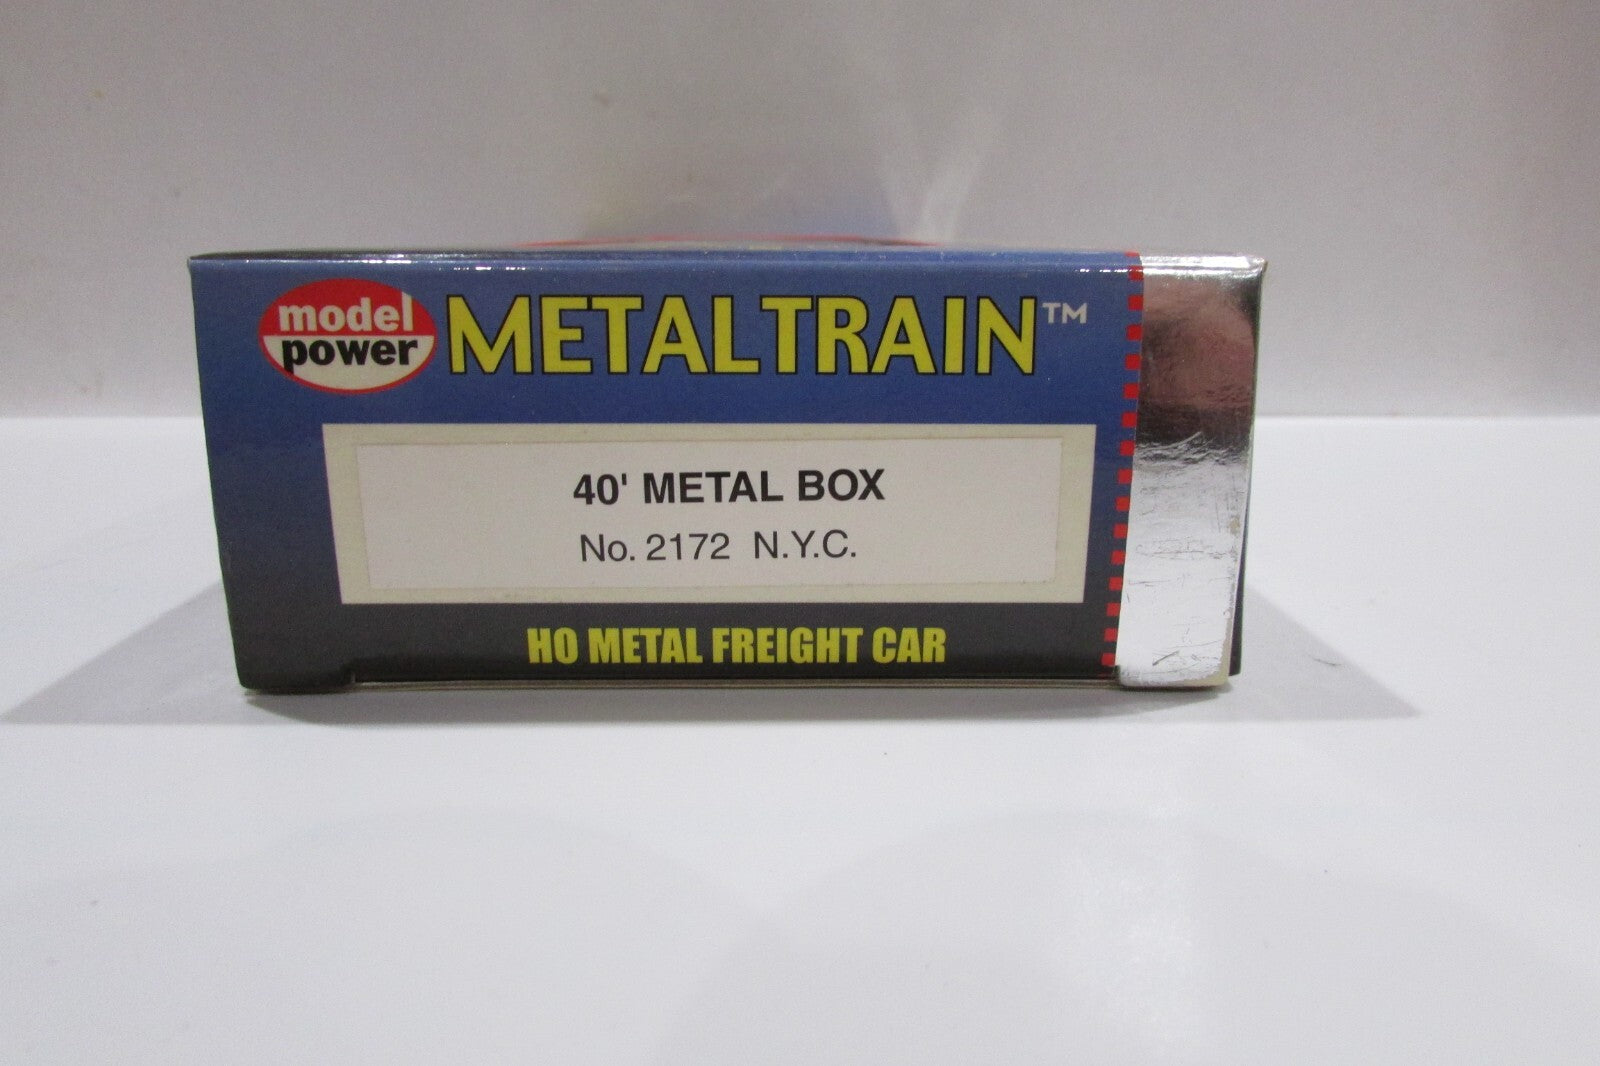 model
power
METALTRAIN™
40' METAL BOX
No. 2172 N.Y.C.
HO METAL FREIGHT CAR